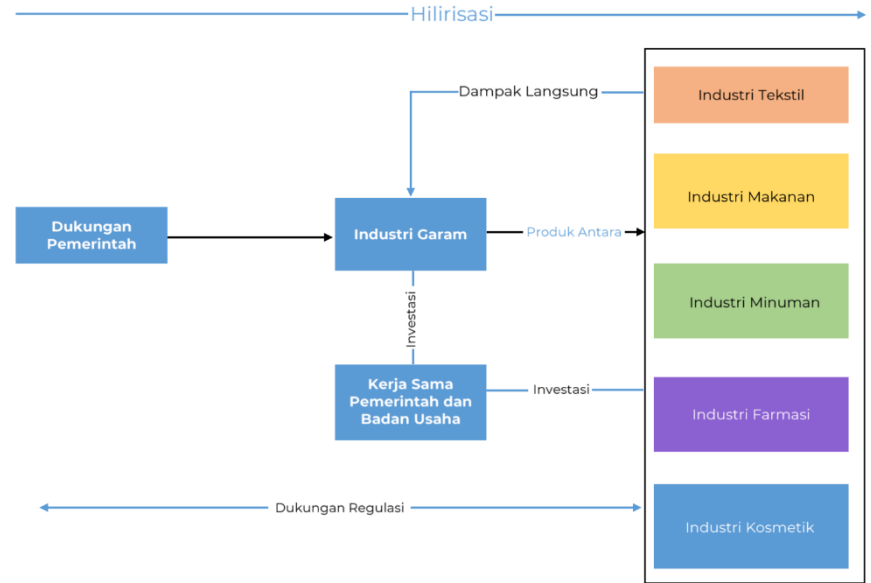 Hilirisasi
Dampak Langsung
Industri Tekstil
Industri Makanan
Dukungan
Pemerintah
Industri Garam
Produk Antara
Industri Minuman
Investasi
Kerja Sama
Pemerintah dan
Badan Usaha
Investasi
Industri Farmasi
Dukungan Regulasi
Industri Kosmetik